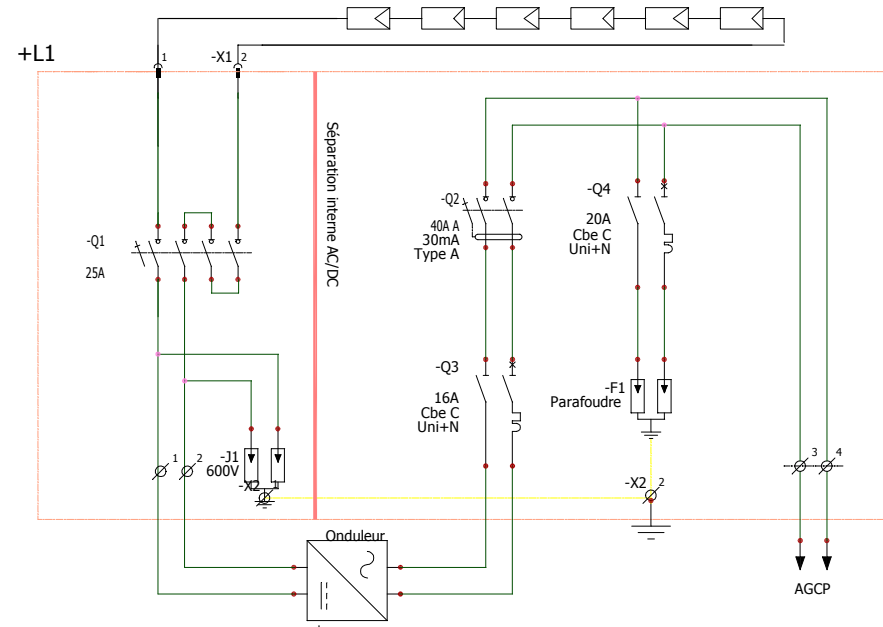 +L1
1
-X1
2
Séparation interne AC/DC
-Q1
25A
-Q2
40A A
30mA
Type A
-Q4
20A
Cbe C
Uni+N
-Q3
16A
Cbe C
Uni+N
-F1
Parafoudre
1
2
-J1
600V
-X2
1
-X2
2
3
4
Onduleur
AGCP